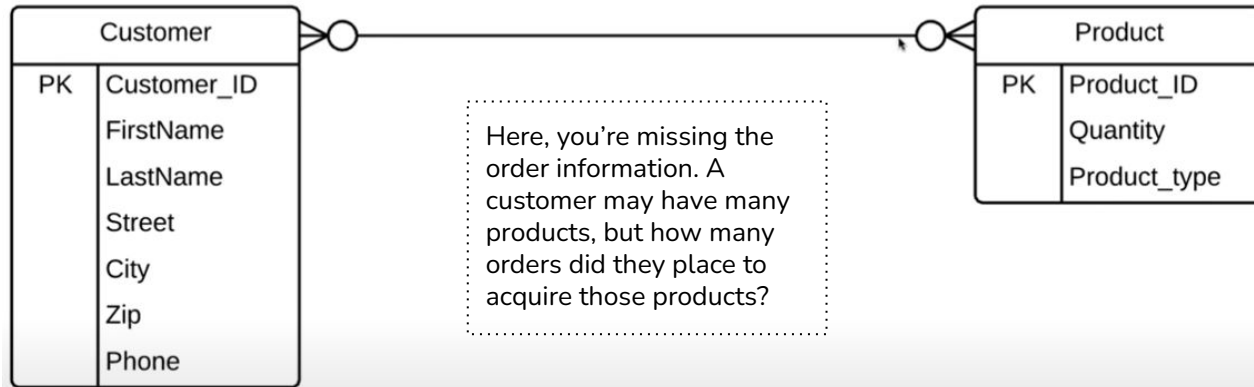 Customer
PK Customer_ID
FirstName
LastName
Street
City
Zip
Phone
Here, you’re missing the
order information. A
customer may have many
products, but how many
orders did they place to
acquire those products?
Product
PK Product_ID
Quantity
Product_type